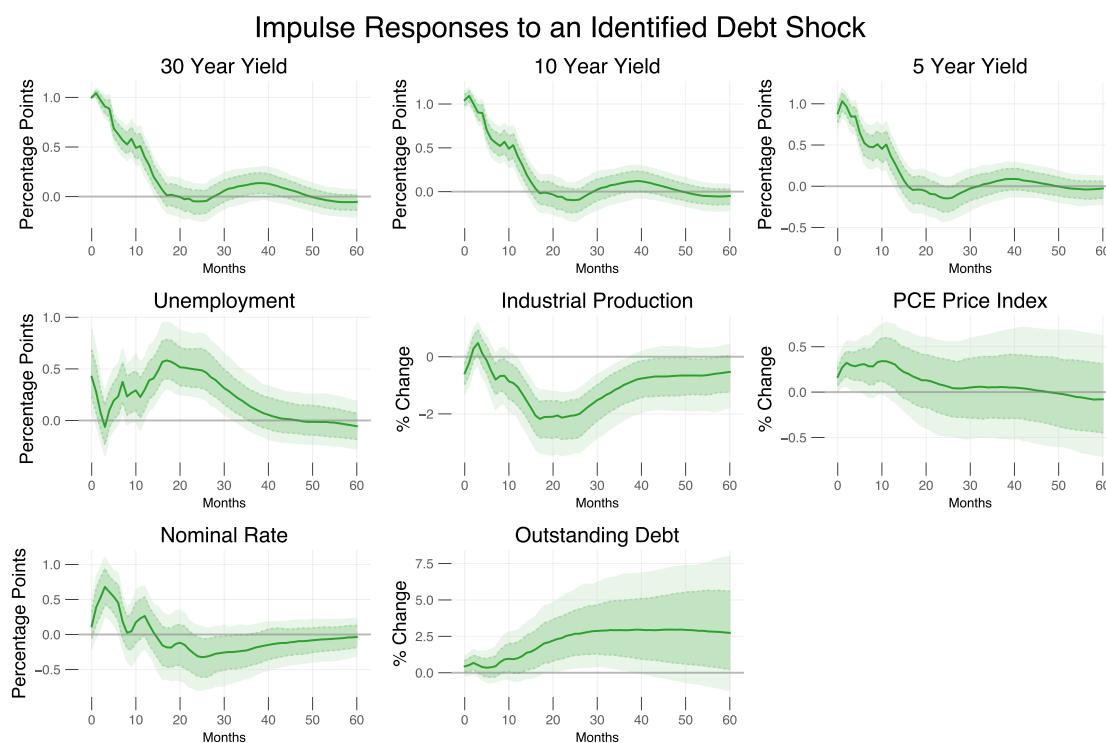 Impulse Responses to an Identified Debt Shock
30 Year Yield
Percentage Points
1.0
0.5
0.0
0 10 20 30 40 50 60
Months
10 Year Yield
Percentage Points
1.0
0.5
0.0
0 10 20 30 40 50 60
Months
5 Year Yield
Percentage Points
1.0
0.5
0.0
−0.5
0 10 20 30 40 50 60
Months
Unemployment
Percentage Points
1.0
0.5
0.0
0 10 20 30 40 50 60
Months
Industrial Production
% Change
0
−2
0 10 20 30 40 50 60
Months
PCE Price Index
% Change
0.5
0.0
−0.5
0 10 20 30 40 50 60
Months
Nominal Rate
Percentage Points
1.0
0.5
0.0
−0.5
0 10 20 30 40 50 60
Months
Outstanding Debt
% Change
7.5
5.0
2.5
0.0
0 10 20 30 40 50 60
Months